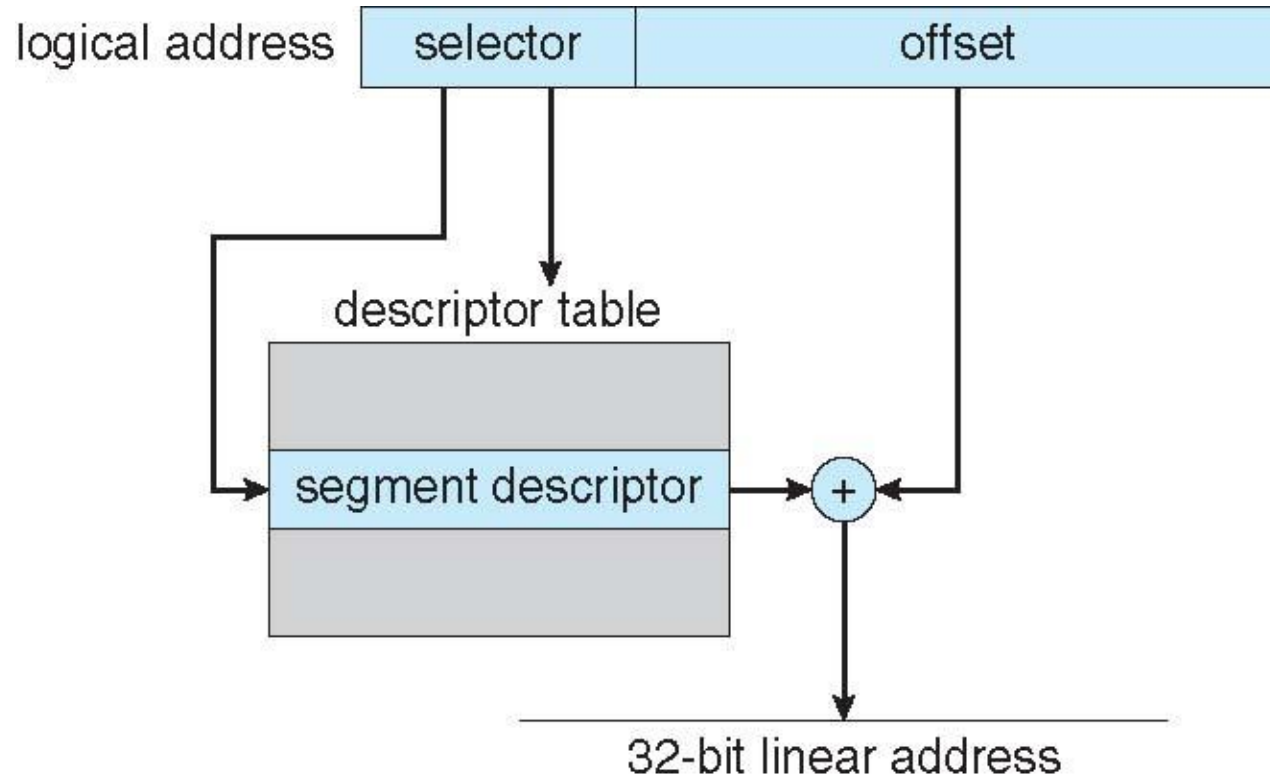 logical address selector offset
descriptor table
segment descriptor +
32-bit linear address